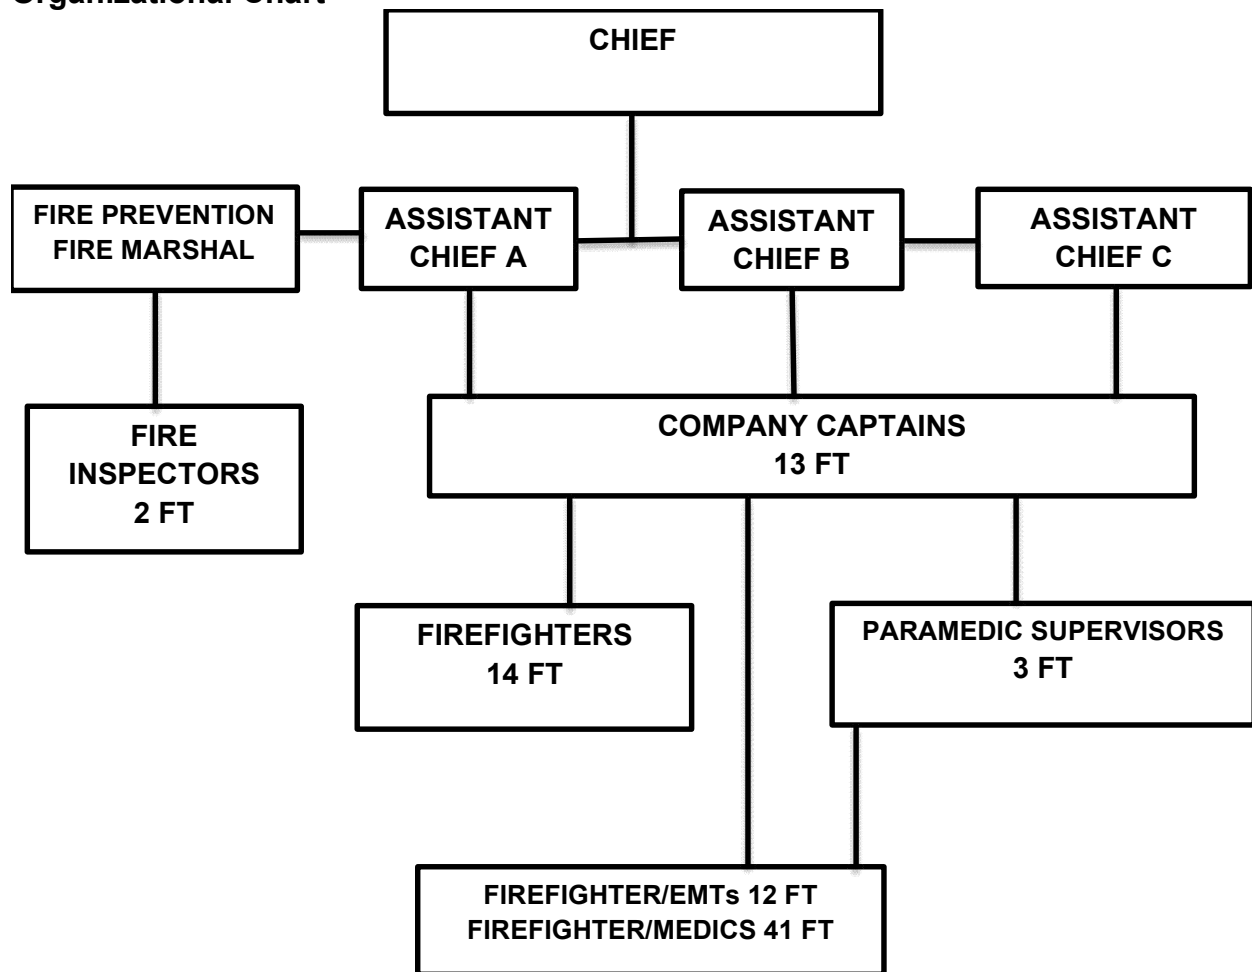 Organizational Chart
CHIEF
FIRE PREVENTION
FIRE MARSHAL
ASSISTANT
CHIEF A
ASSISTANT
CHIEF B
ASSISTANT
CHIEF C
FIRE
INSPECTORS
2 FT
COMPANY CAPTAINS
13 FT
FIREFIGHTERS
14 FT
PARAMEDIC SUPERVISORS
3 FT
FIREFIGHTER/EMTs 12 FT
FIREFIGHTER/MEDICS 41 FT